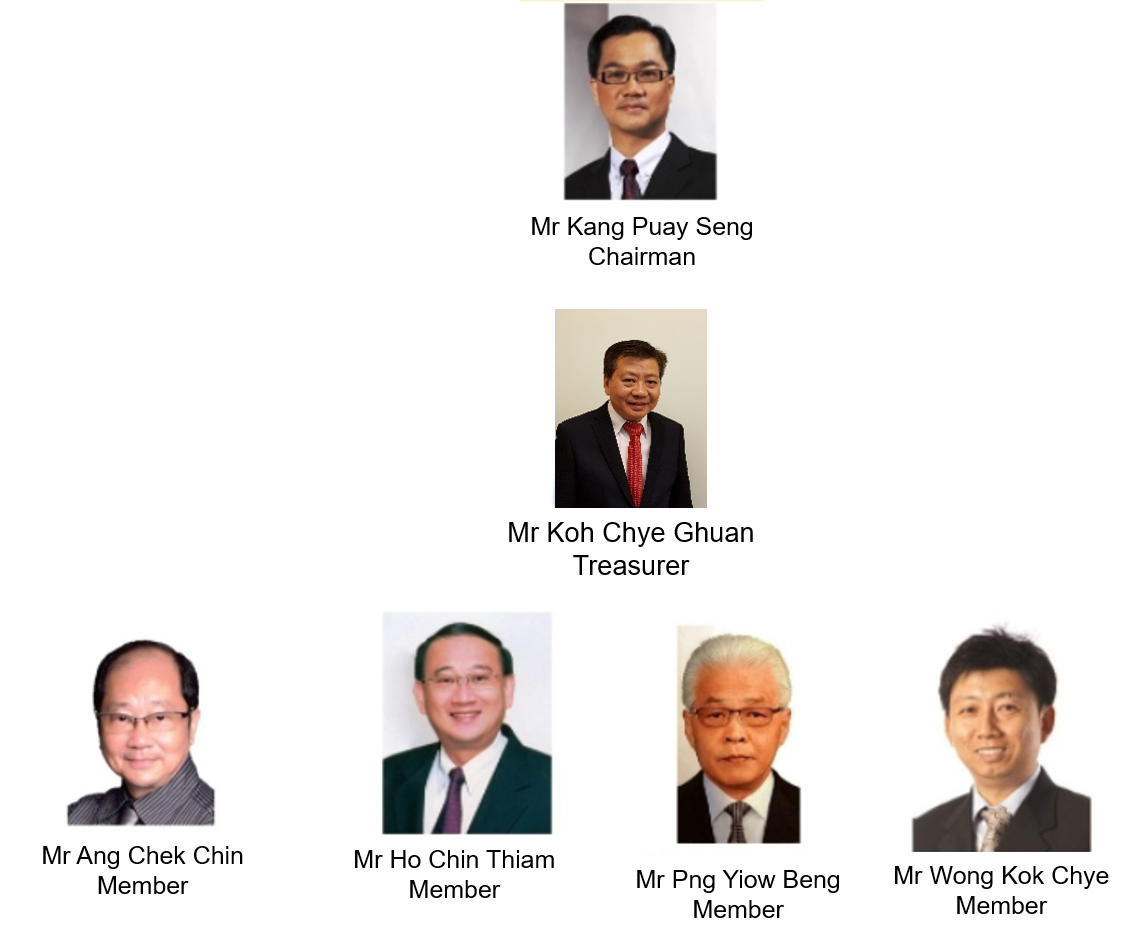 Mr Kang Puay Seng
Chairman
Mr Koh Chye Ghuan
Treasurer
Mr Ang Chek Chin
Member
Mr Ho Chin Thiam
Member
Mr Png Yiow Beng
Member
Mr Wong Kok Chye
Member